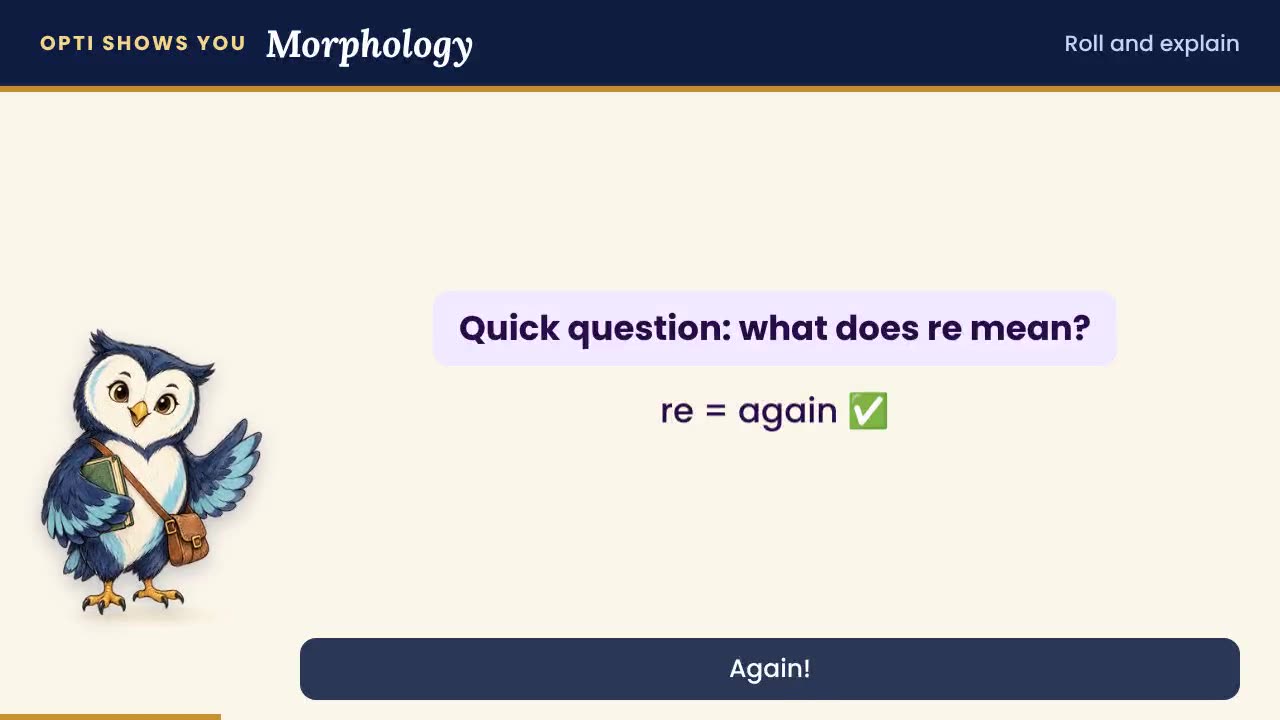 OPTI SHOWS YOU Morphology
Roll and explain
Quick question: what does re mean?
re = again ✅
Again!